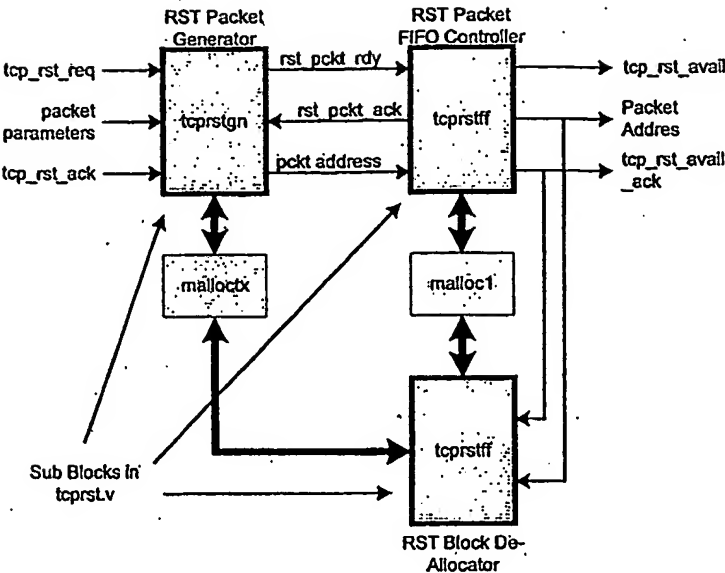 RST Packet
Generator
RST Packet
FIFO Controller
tcp_rst_req
rst_pckt_rdy
tcp_rst_avail
packet
parameters
tcprstgn
rst_pckt_ack
tcprstff
Packet
Addres
tcp_rst_ack
pckt address
tcp_rst_avail
_ack
malloctx
malloc1
tcprstff
Sub Blocks in
tcprst.v
RST Block De-
Allocator